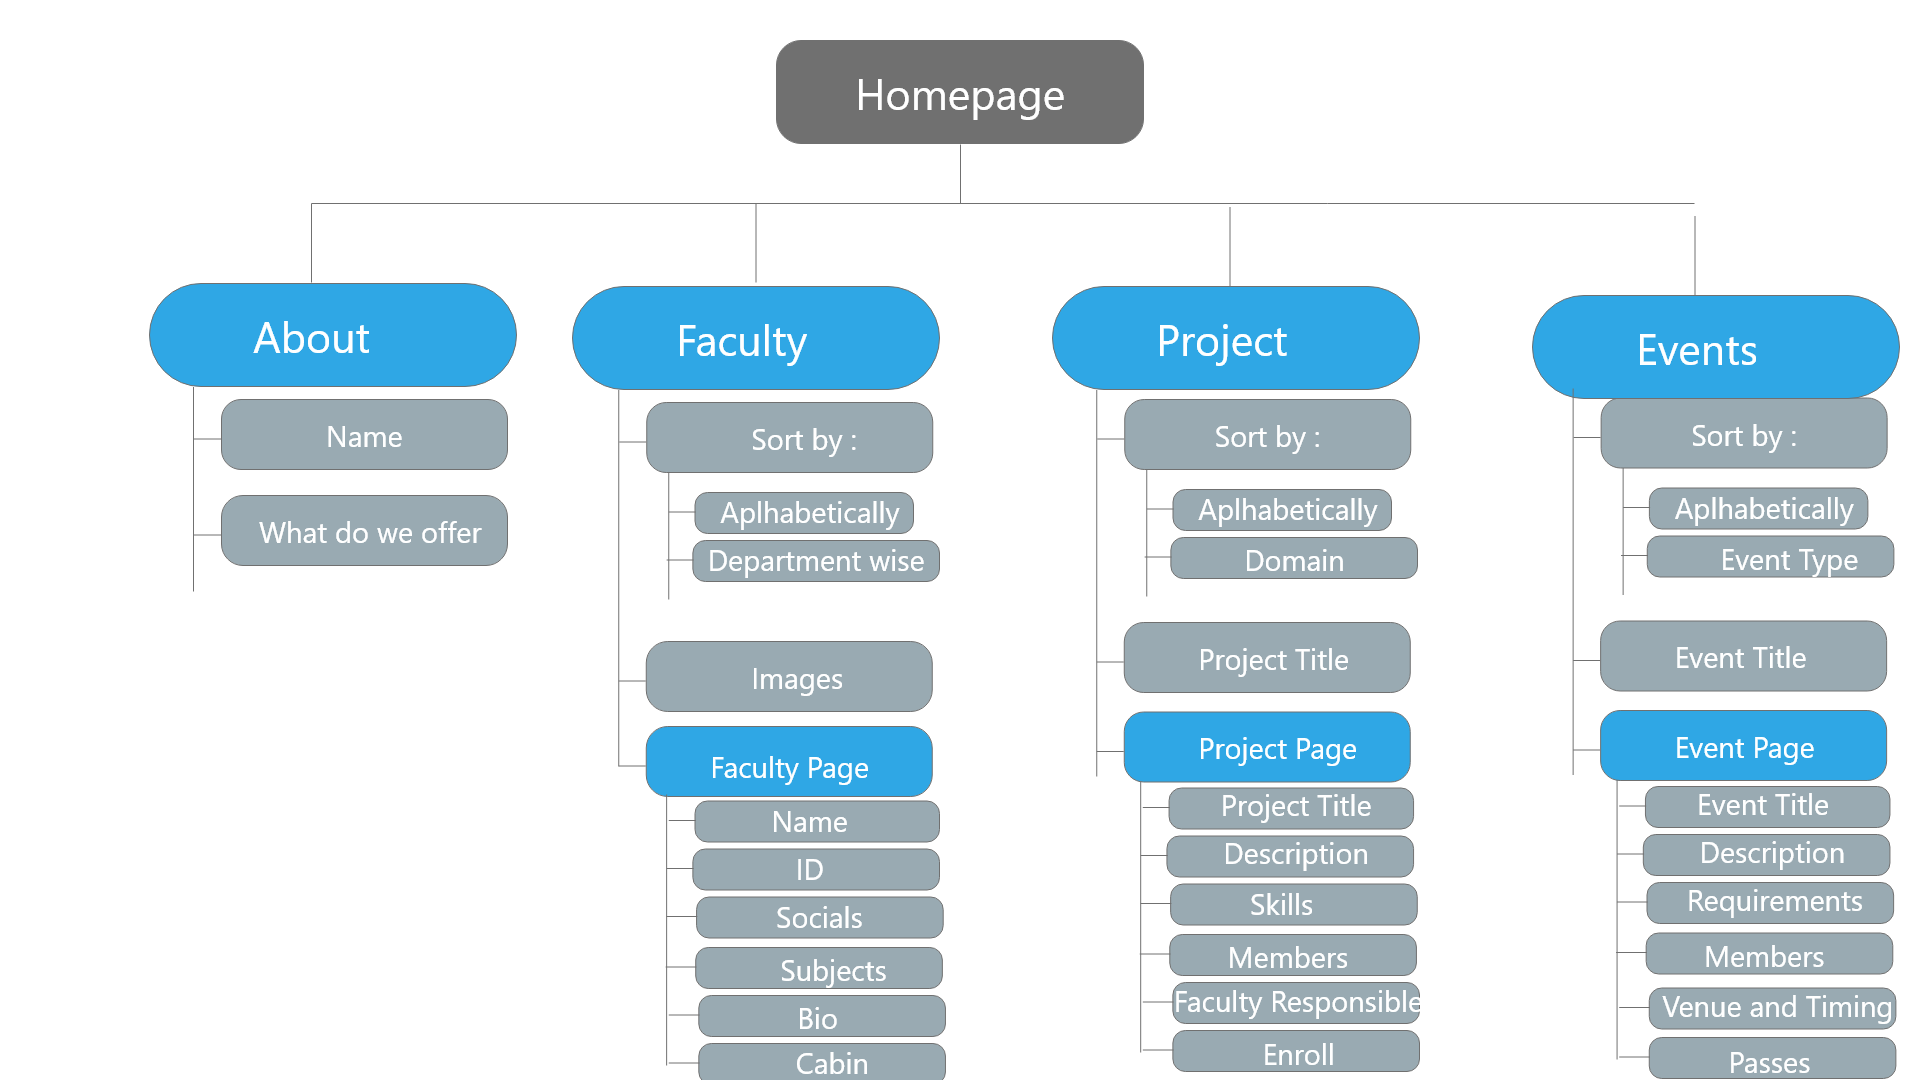 Homepage
About
Name
What do we offer
Faculty
Sort by :
Aplhabetically
Department wise
Images
Faculty Page
Name
ID
Socials
Subjects
Bio
Cabin
Project
Sort by :
Aplhabetically
Domain
Project Title
Project Page
Project Title
Description
Skills
Members
Faculty Responsible
Enroll
Events
Sort by :
Aplhabetically
Event Type
Event Title
Event Page
Event Title
Description
Requirements
Members
Venue and Timing
Passes